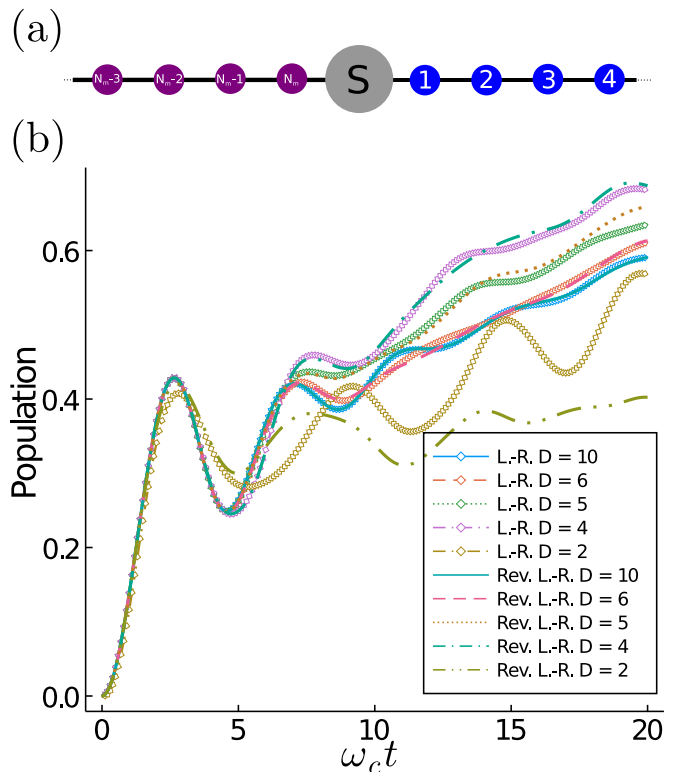 (a)
N_m-3 N_m-2 N_m-1 N_m S 1 2 3 4
(b)
Population
0.6
0.4
0.2
0.0
L.-R. D = 10
L.-R. D = 6
L.-R. D = 5
L.-R. D = 4
L.-R. D = 2
Rev. L.-R. D = 10
Rev. L.-R. D = 6
Rev. L.-R. D = 5
Rev. L.-R. D = 4
Rev. L.-R. D = 2
0 5 10 15 20
ω_c t